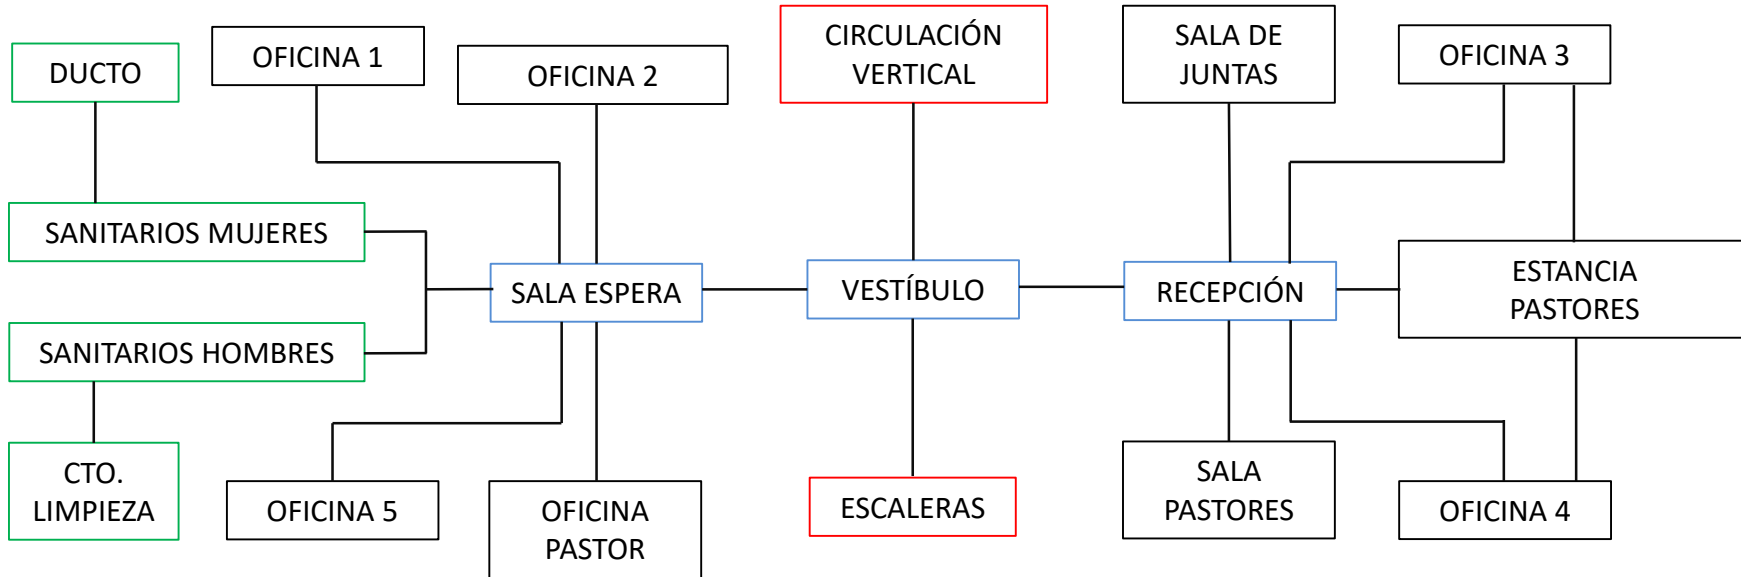 DUCTO
OFICINA 1
OFICINA 2
CIRCULACIÓN
VERTICAL
SALA DE
JUNTAS
OFICINA 3
SANITARIOS MUJERES
SALA ESPERA
VESTÍBULO
RECEPCIÓN
ESTANCIA
PASTORES
SANITARIOS HOMBRES
CTO.
LIMPIEZA
OFICINA 5
OFICINA
PASTOR
ESCALERAS
SALA
PASTORES
OFICINA 4